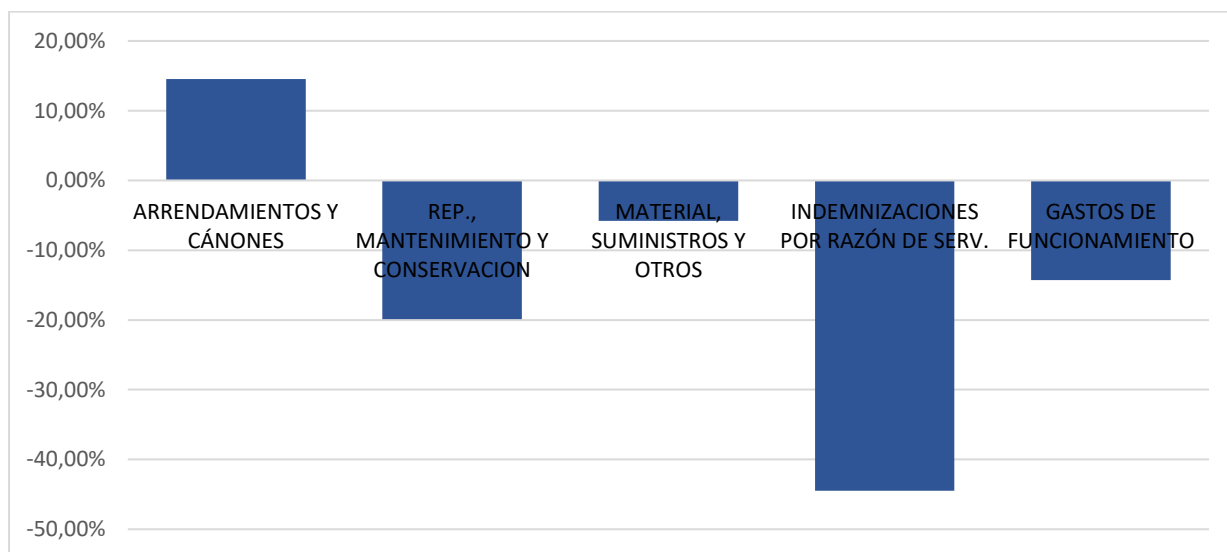 20,00%
10,00%
0,00%
-10,00%
-20,00%
-30,00%
-40,00%
-50,00%
ARRENDAMIENTOS Y
CÁNONES
REP.,
MANTENIMIENTO Y
CONSERVACION
MATERIAL,
SUMINISTROS Y
OTROS
INDEMNIZACIONES
POR RAZÓN DE SERV.
GASTOS DE
FUNCIONAMIENTO